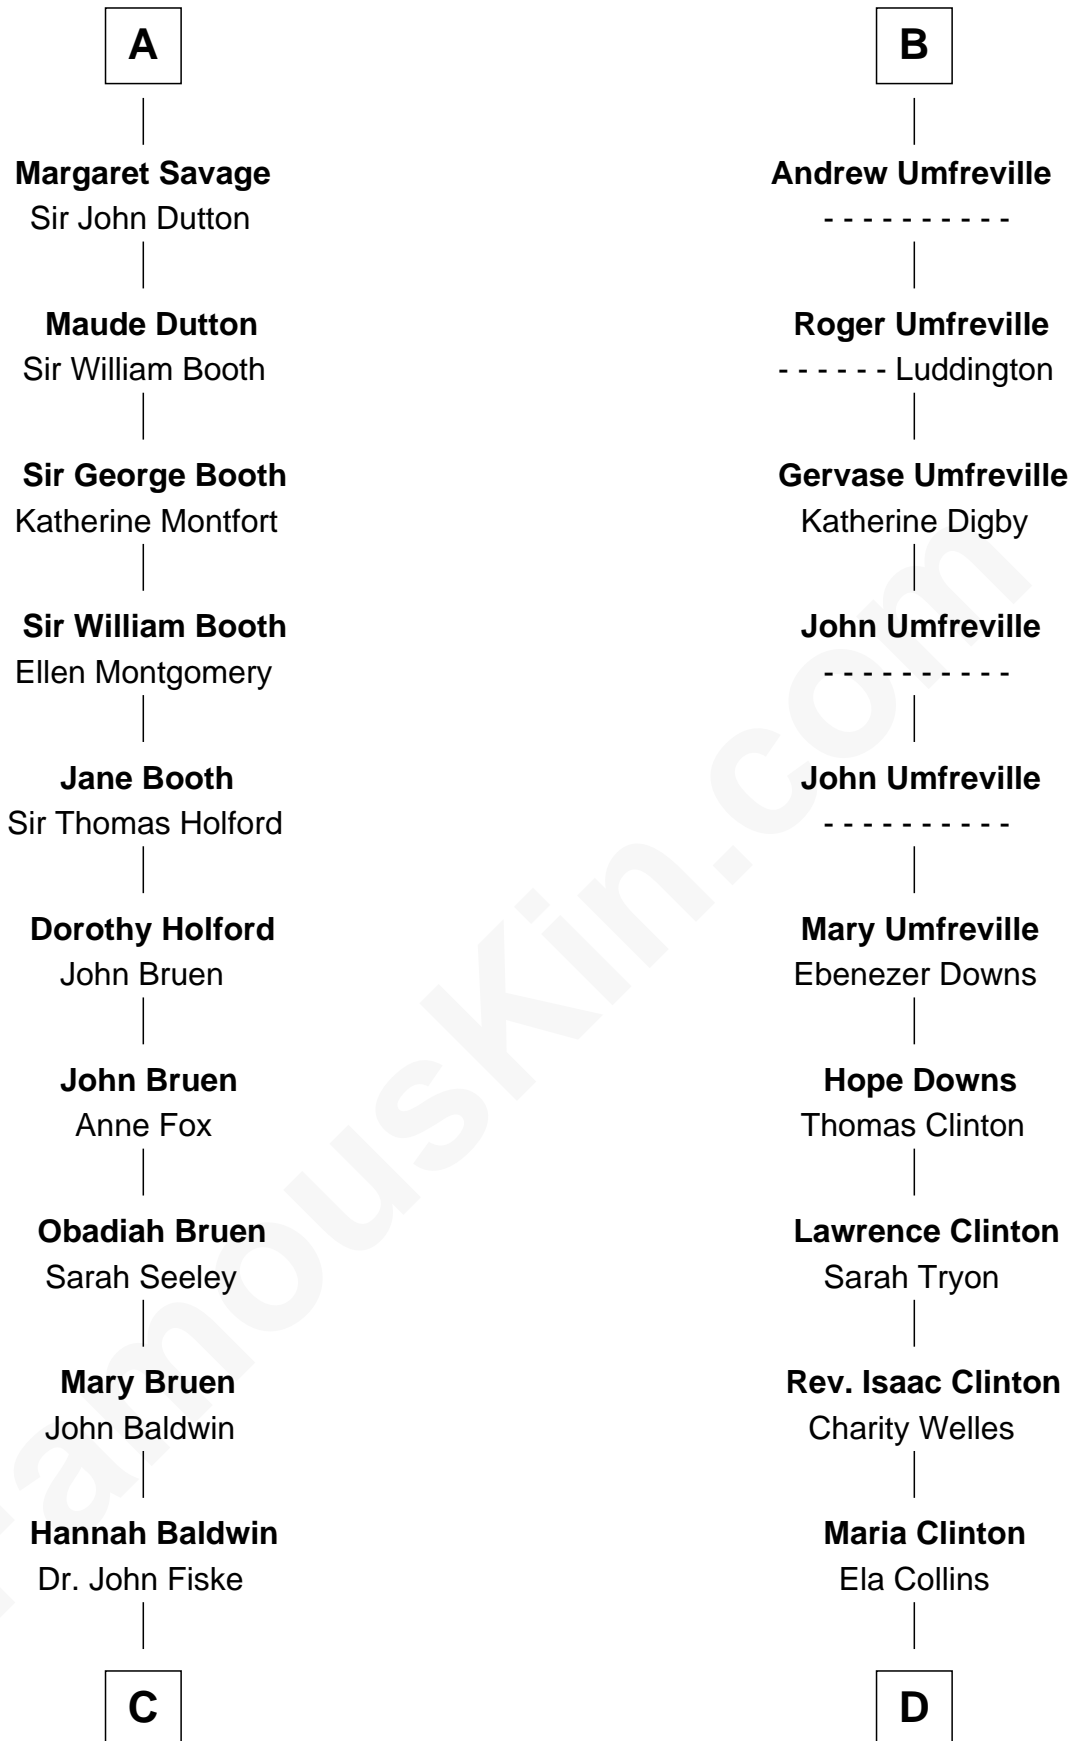 A
Margaret Savage
Sir John Dutton
Maude Dutton
Sir William Booth
Sir George Booth
Katherine Montfort
Sir William Booth
Ellen Montgomery
Jane Booth
Sir Thomas Holford
Dorothy Holford
John Bruen
John Bruen
Anne Fox
Obadiah Bruen
Sarah Seeley
Mary Bruen
John Baldwin
Hannah Baldwin
Dr. John Fiske
C
B
Andrew Umfreville
- - - - - - - - - -
Roger Umfreville
- - - - - - Luddington
Gervase Umfreville
Katherine Digby
John Umfreville
- - - - - - - - - -
John Umfreville
- - - - - - - - - -
Mary Umfreville
Ebenezer Downs
Hope Downs
Thomas Clinton
Lawrence Clinton
Sarah Tryon
Rev. Isaac Clinton
Charity Welles
Maria Clinton
Ela Collins
D
FamousKin.com